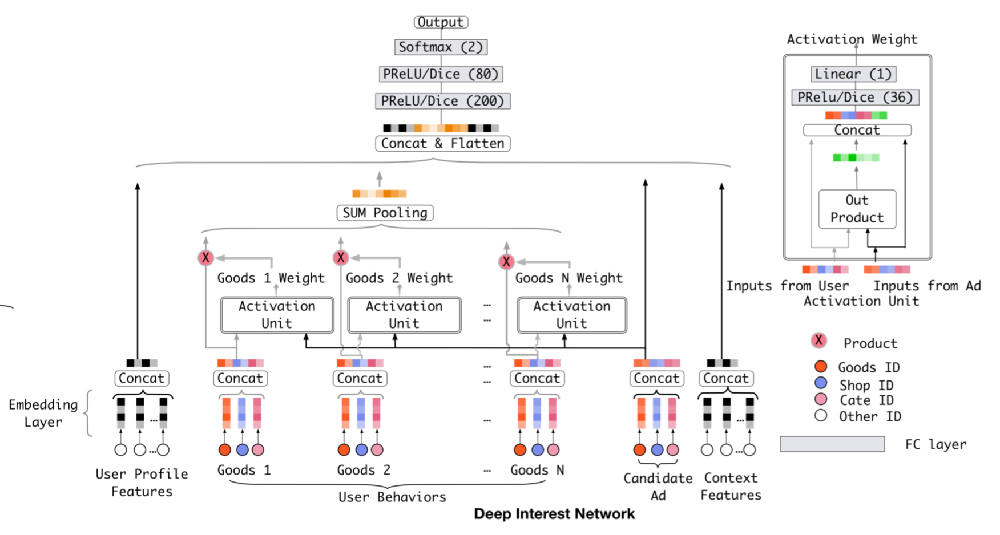 Output
Softmax (2)
PReLU/Dice (80)
PReLU/Dice (200)
Concat & Flatten
SUM Pooling
X
X
X
Goods 1 Weight
Goods 2 Weight
Goods N Weight
Activation
Unit
Activation
Unit
...
...
Activation
Unit
Concat
Concat
Concat
...
...
Concat
Concat
Concat
Embedding
Layer
...
...
...
...
...
User Profile
Features
Goods 1
Goods 2
...
Goods N
User Behaviors
Candidate
Ad
Context
Features
Deep Interest Network
Activation Weight
Linear (1)
PRelu/Dice (36)
Concat
Out
Product
Inputs from User
Inputs from Ad
Activation Unit
X
Product
Goods ID
Shop ID
Cate ID
Other ID
FC layer